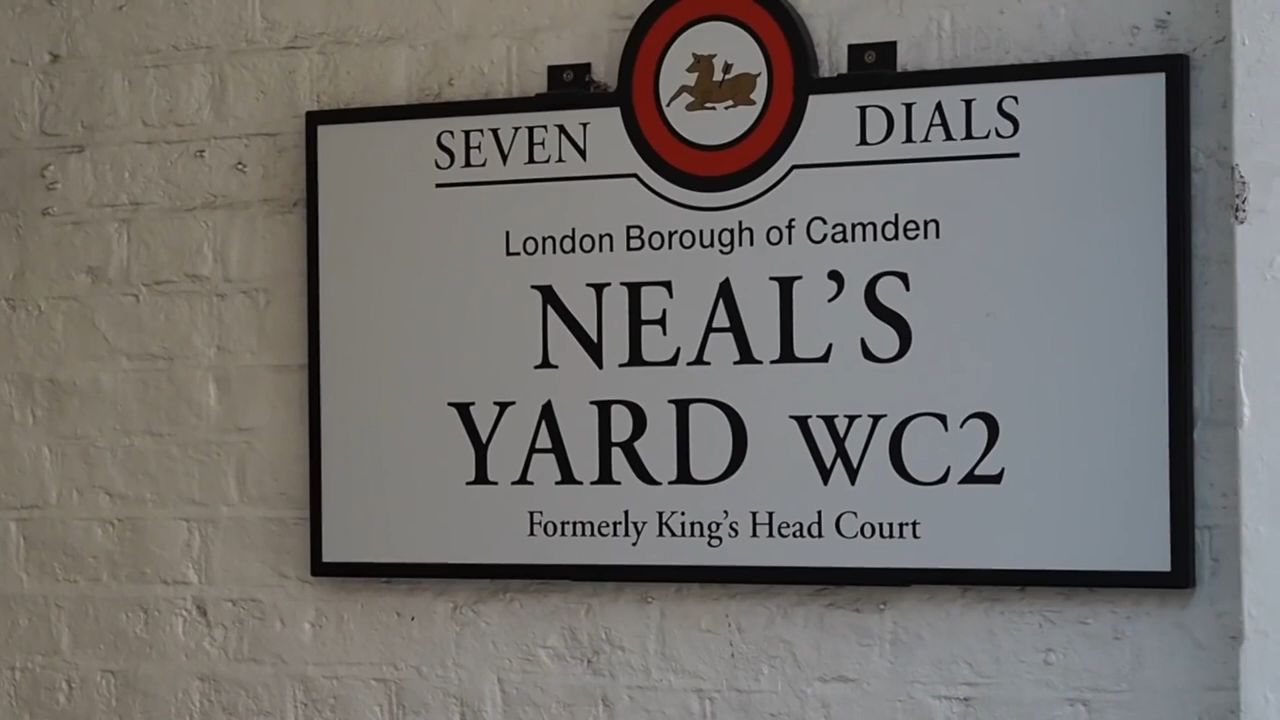 SEVEN DIALS
London Borough of Camden
NEAL'S
YARD WC2
Formerly King's Head Court